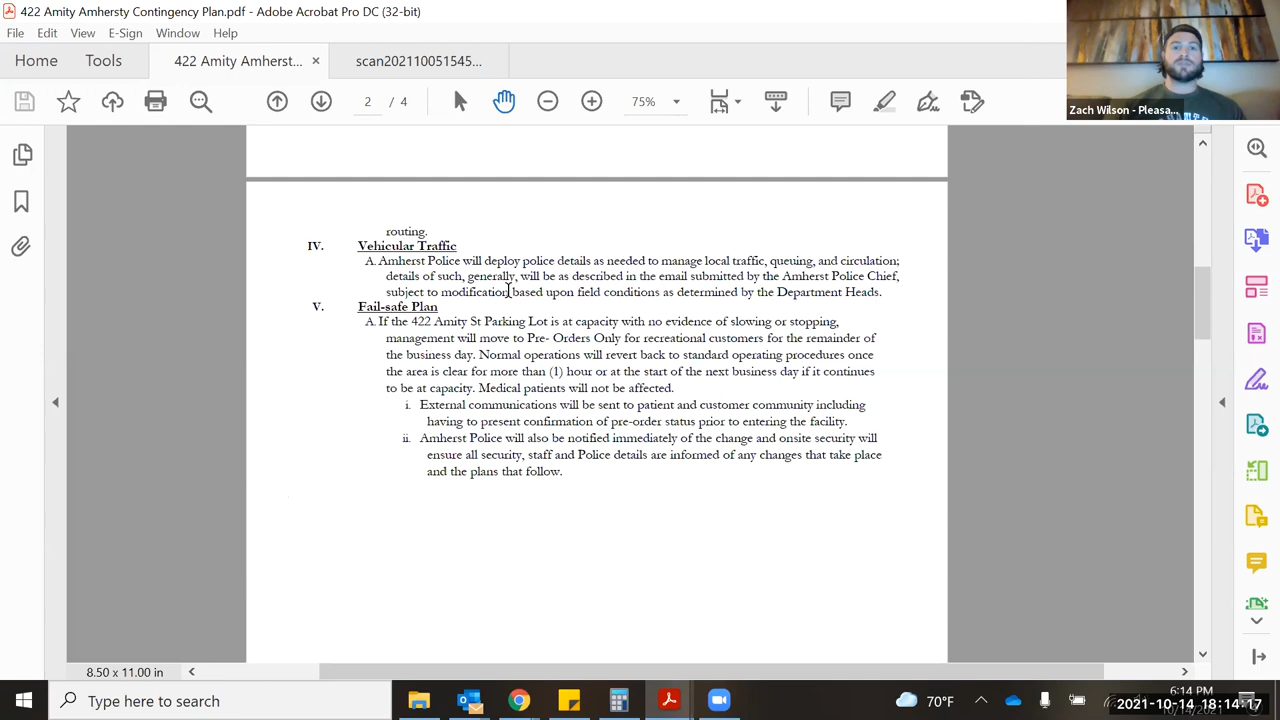 422 Amity Amhersty Contingency Plan.pdf - Adobe Acrobat Pro DC (32-bit)
File Edit View E-Sign Window Help
Home Tools 422 Amity Amherst... × scan202110051545...
2 / 4 75%
Zach Wilson - Pleasa...
routing.
IV. Vehicular Traffic
A. Amherst Police will deploy police details as needed to manage local traffic, queuing, and circulation;
details of such, generally, will be as described in the email submitted by the Amherst Police Chief,
subject to modification based upon field conditions as determined by the Department Heads.
V. Fail-safe Plan
A. If the 422 Amity St Parking Lot is at capacity with no evidence of slowing or stopping,
management will move to Pre- Orders Only for recreational customers for the remainder of
the business day. Normal operations will revert back to standard operating procedures once
the area is clear for more than (1) hour or at the start of the next business day if it continues
to be at capacity. Medical patients will not be affected.
i. External communications will be sent to patient and customer community including
having to present confirmation of pre-order status prior to entering the facility.
ii. Amherst Police will also be notified immediately of the change and onsite security will
ensure all security, staff and Police details are informed of any changes that take place
and the plans that follow.
8.50 x 11.00 in
Type here to search
70°F
6:14 PM
2021-10-14 18:14:17